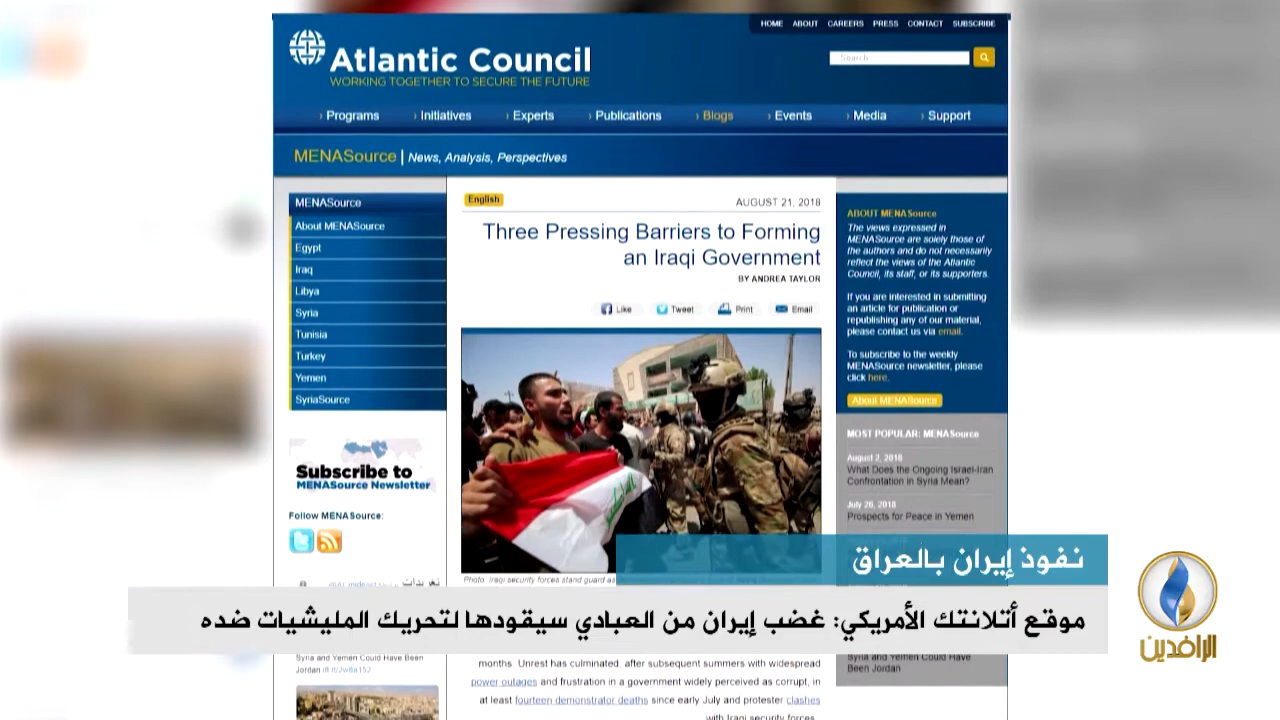 HOME ABOUT CAREERS PRESS CONTACT SUBSCRIBE
Atlantic Council
WORKING TOGETHER TO SECURE THE FUTURE
Search
Programs Initiatives Experts Publications Blogs Events Media Support
MENASource | News, Analysis, Perspectives
MENASource
About MENASource
Egypt
Iraq
Libya
Syria
Tunisia
Turkey
Yemen
SyriaSource
Subscribe to
MENASource Newsletter
Follow MENASource:
Syria and Yemen Could Have Been
Jordan
English
AUGUST 21, 2018
Three Pressing Barriers to Forming
an Iraqi Government
BY ANDREA TAYLOR
Like Tweet Print Email
Photo: Iraqi security forces stand guard as
months. Unrest has culminated, after subsequent summers with widespread
power outages and frustration in a government widely perceived as corrupt, in
at least fourteen demonstrator deaths since early July and protester clashes
with Iraqi security forces.
ABOUT MENASource
The views expressed in
MENASource are solely those of
the authors and do not necessarily
reflect the views of the Atlantic
Council, its staff, or its supporters.
If you are interested in submitting
an article for publication or
republishing any of our material,
please contact us via email.
To subscribe to the weekly
MENASource newsletter, please
click here.
About MENASource
MOST POPULAR: MENASource
August 2, 2018
What Does the Ongoing Israel-Iran
Confrontation in Syria Mean?
July 26, 2018
Prospects for Peace in Yemen
Syria and Yemen Could Have
Been Jordan
نفوذ إيران بالعراق
موقع أتلانتك الأمريكي: غضب إيران من العبادي سيقودها لتحريك المليشيات ضده
الرافدين